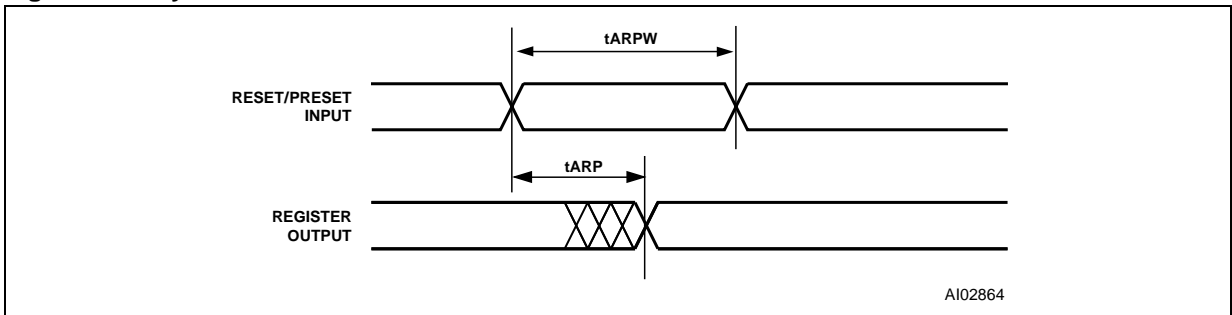 tARPW
RESET/PRESET
INPUT
tARP
REGISTER
OUTPUT
AI02864